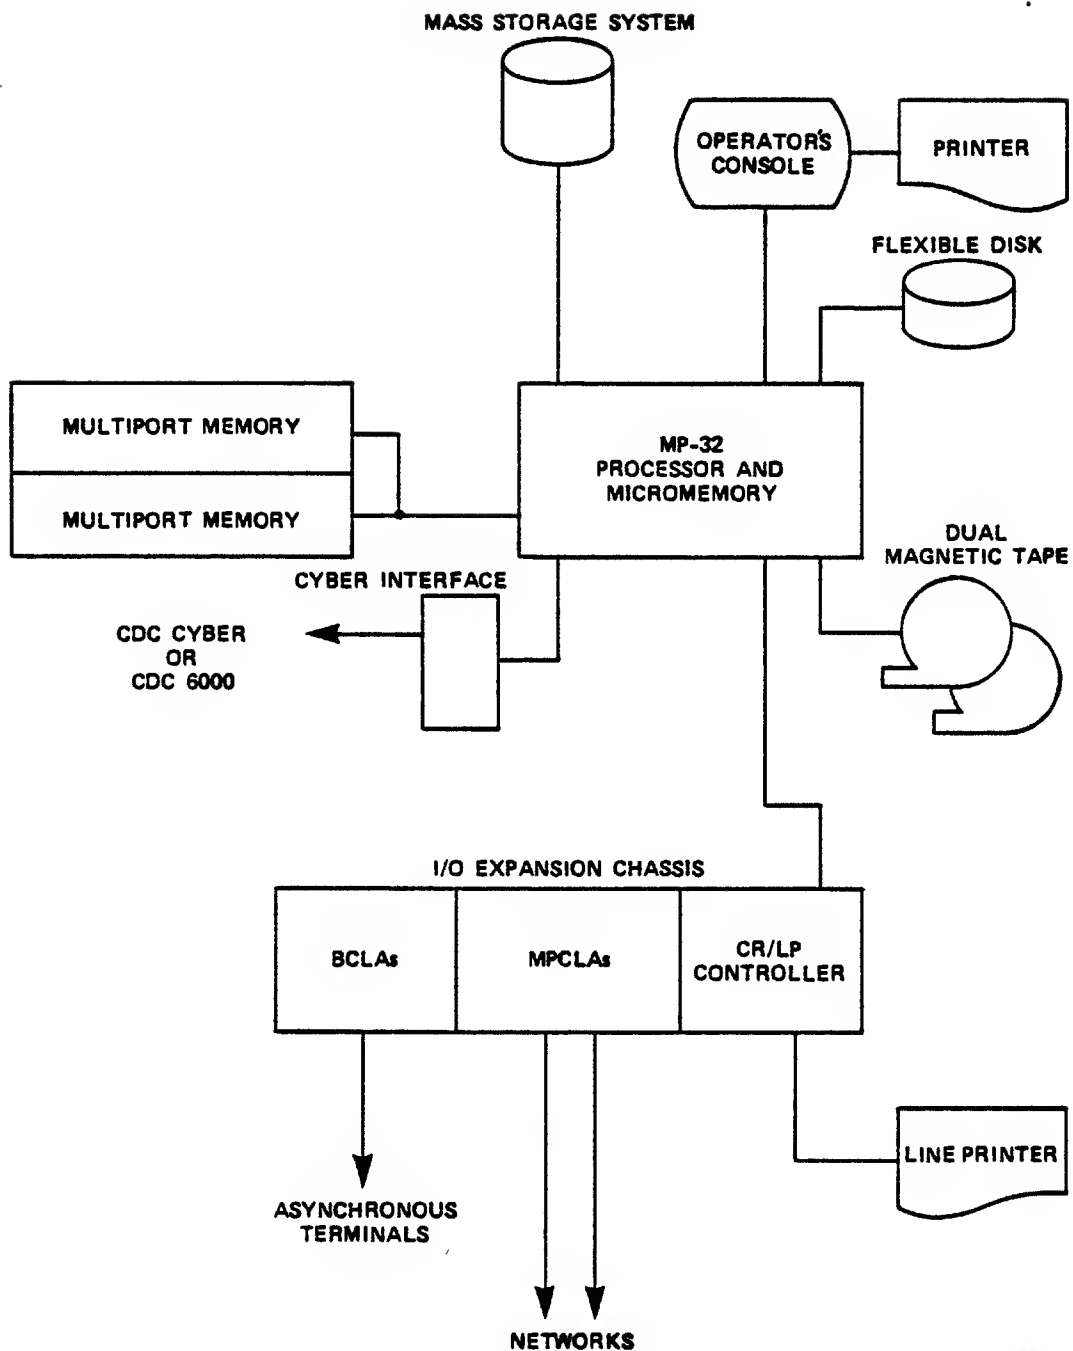 MASS STORAGE SYSTEM
OPERATOR'S
CONSOLE
PRINTER
FLEXIBLE DISK
MULTIPORT MEMORY
MULTIPORT MEMORY
MP-32
PROCESSOR AND
MICROMEMORY
DUAL
MAGNETIC TAPE
CYBER INTERFACE
CDC CYBER
OR
CDC 6000
I/O EXPANSION CHASSIS
BCLAs
MPCLAs
CR/LP
CONTROLLER
LINE PRINTER
ASYNCHRONOUS
TERMINALS
NETWORKS